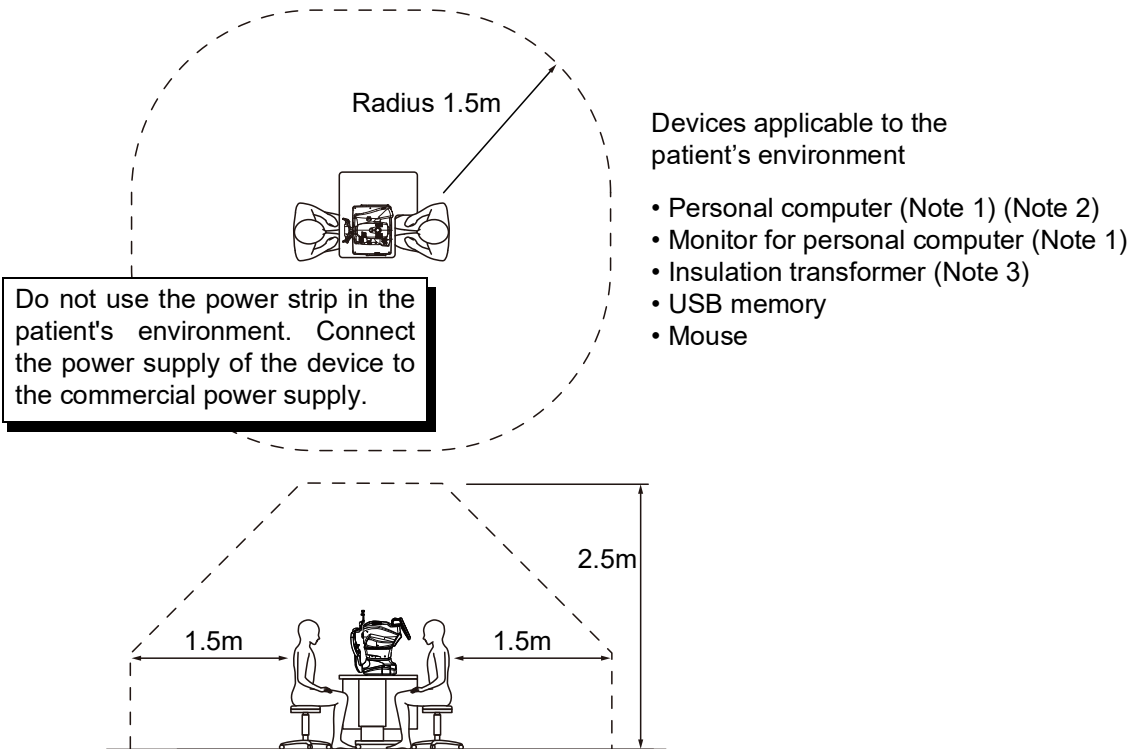 Radius 1.5m
Devices applicable to the
patient's environment
• Personal computer (Note 1) (Note 2)
• Monitor for personal computer (Note 1)
• Insulation transformer (Note 3)
• USB memory
• Mouse
Do not use the power strip in the
patient's environment. Connect
the power supply of the device to
the commercial power supply.
2.5m
1.5m
1.5m